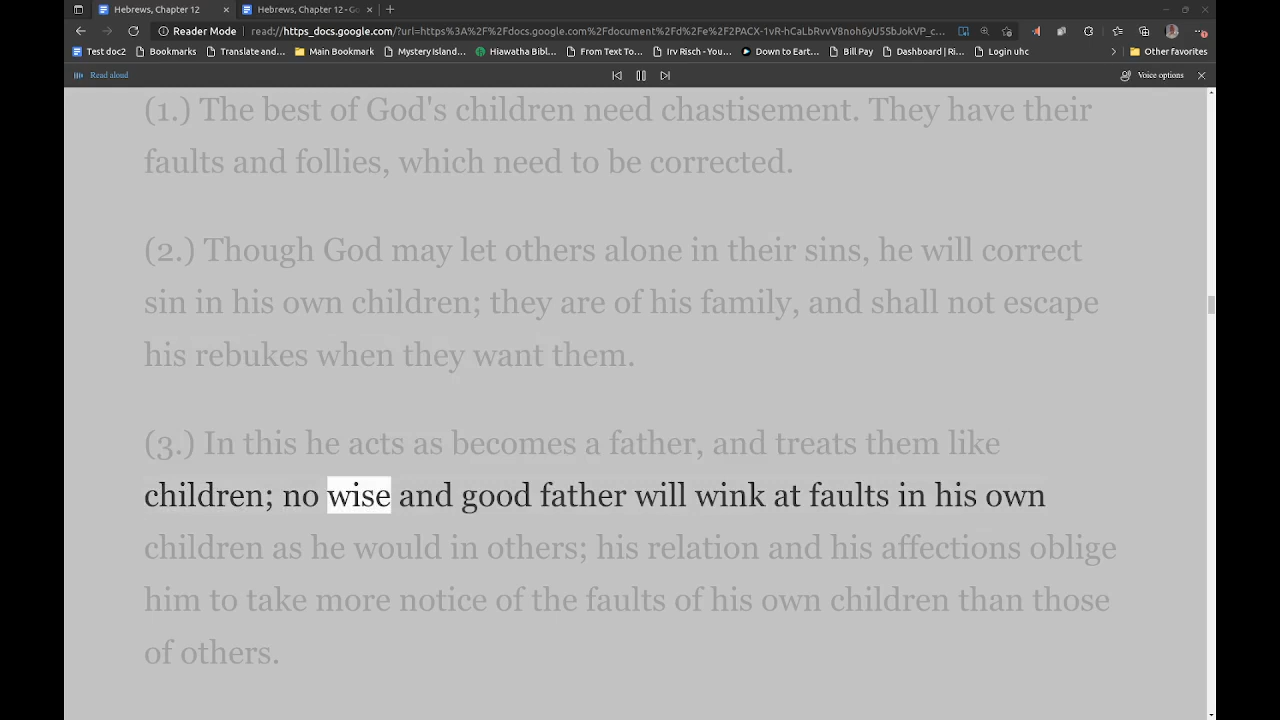 Hebrews, Chapter 12
Hebrews, Chapter 12 - Go
Reader Mode
read://https_docs.google.com/?url=https%3A%2F%2Fdocs.google.com%2Fdocument%2Fd%2Fe%2F2PACX-1vR-hCaLbRvvV8noh6yU5SbJokVP_c...
Test doc2 Bookmarks Translate and... Main Bookmark Mystery Island... Hiawatha Bibl... From Text To... Irv Risch - You... Down to Eart... Bill Pay Dashboard | Ri... Login uhc Other favorites
Read aloud Voice options
(1.) The best of God's children need chastisement. They have their
faults and follies, which need to be corrected.
(2.) Though God may let others alone in their sins, he will correct
sin in his own children; they are of his family, and shall not escape
his rebukes when they want them.
(3.) In this he acts as becomes a father, and treats them like
children; no wise and good father will wink at faults in his own
children as he would in others; his relation and his affections oblige
him to take more notice of the faults of his own children than those
of others.